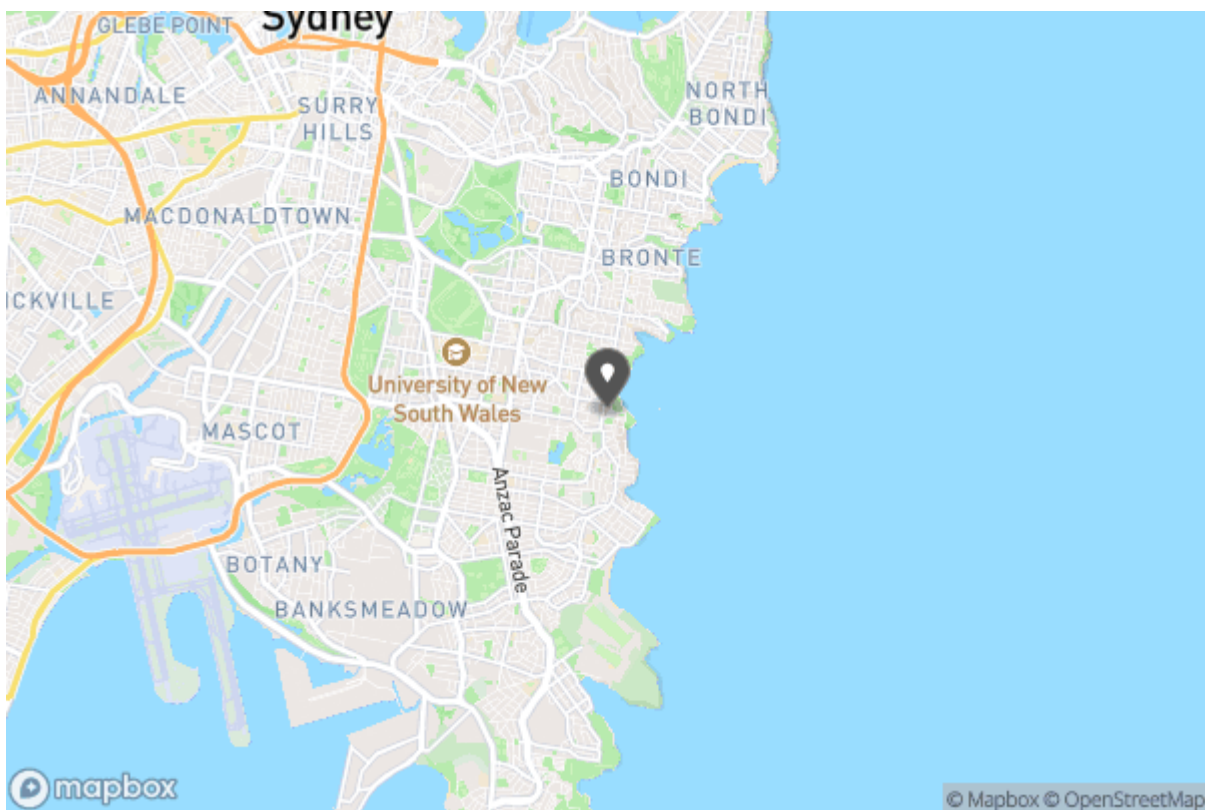 Sydney
GLEBE POINT
ANNANDALE
SURRY
HILLS
NORTH
BONDI
BONDI
MACDONALDTOWN
BRONTE
ICKVILLE
University of New
South Wales
MASCOT
Anzac Parade
BOTANY
BANKSMEADOW
mapbox
© Mapbox © OpenStreetMap